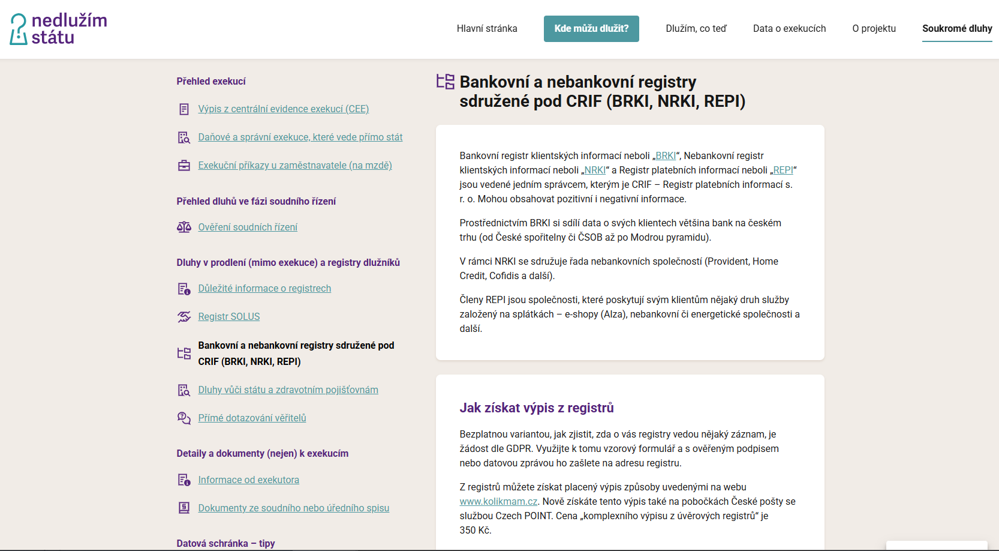 nedlužím
státu
Hlavní stránka
Kde můžu dlužit?
Dlužím, co teď
Data o exekucích
O projektu
Soukromé dluhy
Přehled exekucí
Výpis z centrální evidence exekucí (CEE)
Daňové a správní exekuce, které vede přímo stát
Exekuční příkazy u zaměstnavatele (na mzdě)
Přehled dluhů ve fázi soudního řízení
Ověření soudních řízení
Dluhy v prodlení (mimo exekuce) a registry dlužníků
Důležité informace o registrech
Registr SOLUS
Bankovní a nebankovní registry sdružené pod
CRIF (BRKI, NRKI, REPI)
Dluhy vůči státu a zdravotním pojišťovnám
Přímé dotazování věřitelů
Detaily a dokumenty (nejen) k exekucím
Informace od exekutora
Dokumenty ze soudního nebo úředního spisu
Datová schránka – tipy
Bankovní a nebankovní registry
sdružené pod CRIF (BRKI, NRKI, REPI)
Bankovní registr klientských informací neboli „BRKI“, Nebankovní registr
klientských informací neboli „NRKI“ a Registr platebních informací neboli „REPI“
jsou vedené jedním správcem, kterým je CRIF – Registr platebních informací s.
r. o. Mohou obsahovat pozitivní i negativní informace.
Prostřednictvím BRKI si sdílí data o svých klientech většina bank na českém
trhu (od České spořitelny či ČSOB až po Modrou pyramidu).
V rámci NRKI se sdružuje řada nebankovních společností (Provident, Home
Credit, Cofidis a další).
Členy REPI jsou společnosti, které poskytují svým klientům nějaký druh služby
založený na splátkách – e-shopy (Alza), nebankovní či energetické společnosti a
další.
Jak získat výpis z registrů
Bezplatnou variantou, jak zjistit, zda o vás registry vedou nějaký záznam, je
žádost dle GDPR. Využijte k tomu vzorový formulář a s ověřeným podpisem
nebo datovou zprávou ho zašlete na adresu registru.
Z registrů můžete získat placený výpis způsoby uvedenými na webu
www.kolikmam.cz. Nově získáte tento výpis také na pobočkách České pošty se
službou Czech POINT. Cena „komplexního výpisu z úvěrových registrů“ je
350 Kč.